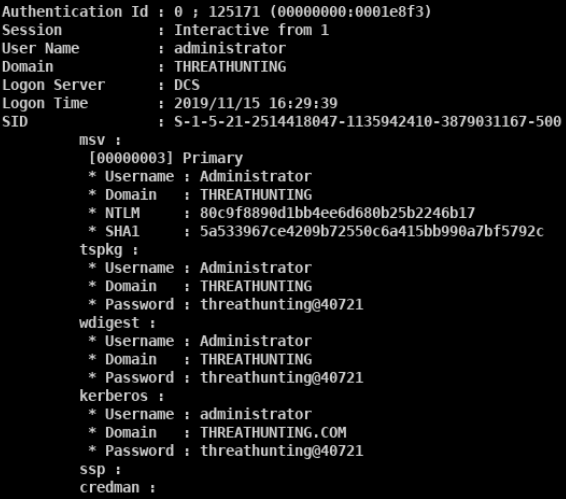 Authentication Id : 0 ; 125171 (00000000:0001e8f3)
Session           : Interactive from 1
User Name         : administrator
Domain            : THREATHUNTING
Logon Server      : DCS
Logon Time        : 2019/11/15 16:29:39
SID               : S-1-5-21-2514418047-1135942410-3879031167-500
        msv :
         [00000003] Primary
         * Username : Administrator
         * Domain   : THREATHUNTING
         * NTLM     : 80c9f8890d1bb4ee6d680b25b2246b17
         * SHA1     : 5a533967ce4209b72550c6a415bb990a7bf5792c
        tspkg :
         * Username : Administrator
         * Domain   : THREATHUNTING
         * Password : threathunting@40721
        wdigest :
         * Username : Administrator
         * Domain   : THREATHUNTING
         * Password : threathunting@40721
        kerberos :
         * Username : administrator
         * Domain   : THREATHUNTING.COM
         * Password : threathunting@40721
        ssp :
        credman :